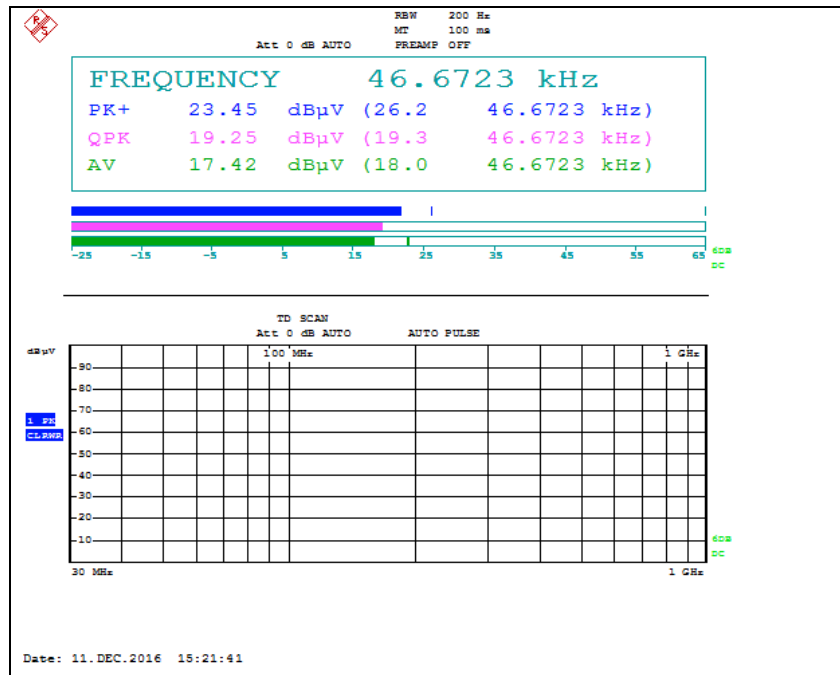 R S
RBW 200 Hz
MT 100 ms
Att 0 dB AUTO PREAMP OFF
FREQUENCY 46.6723 kHz
PK+ 23.45 dBµV (26.2 46.6723 kHz)
QPK 19.25 dBµV (19.3 46.6723 kHz)
AV 17.42 dBµV (18.0 46.6723 kHz)
-25 -15 -5 5 15 25 35 45 55 65
6DB
DC
TD SCAN
Att 0 dB AUTO AUTO PULSE
dBµV
100 MHz 1 GHz
90
80
70
1 PK
CLRWR
60
50
40
30
20
10
6DB
DC
30 MHz 1 GHz
Date: 11.DEC.2016 15:21:41